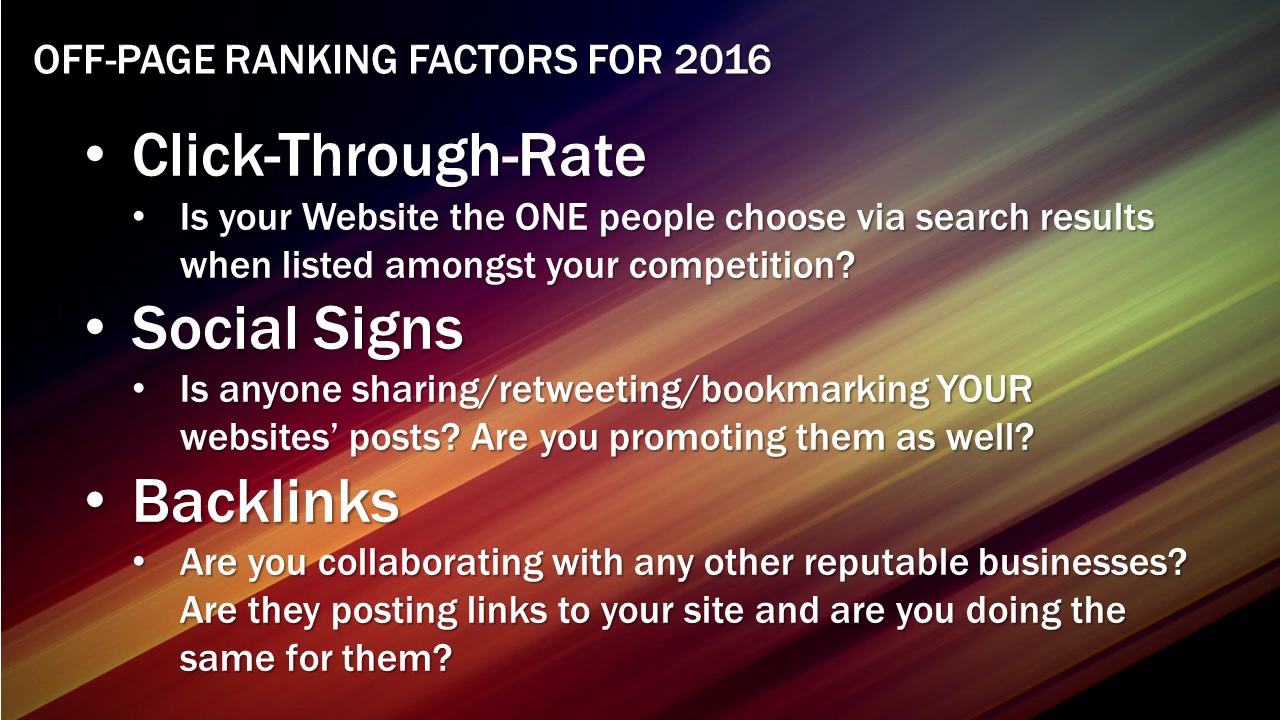 OFF-PAGE RANKING FACTORS FOR 2016
• Click-Through-Rate
• Is your Website the ONE people choose via search results
when listed amongst your competition?
• Social Signs
• Is anyone sharing/retweeting/bookmarking YOUR
websites’ posts? Are you promoting them as well?
• Backlinks
• Are you collaborating with any other reputable businesses?
Are they posting links to your site and are you doing the
same for them?